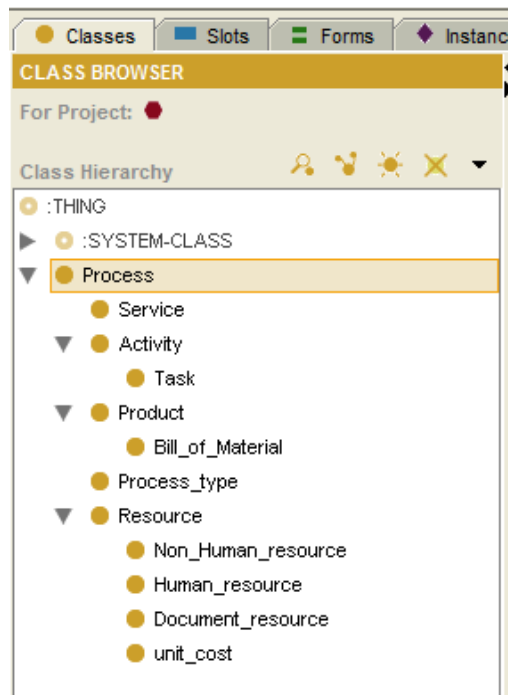 Classes Slots Forms Instanc
CLASS BROWSER
For Project:
Class Hierarchy
:THING
:SYSTEM-CLASS
Process
Service
Activity
Task
Product
Bill_of_Material
Process_type
Resource
Non_Human_resource
Human_resource
Document_resource
unit_cost